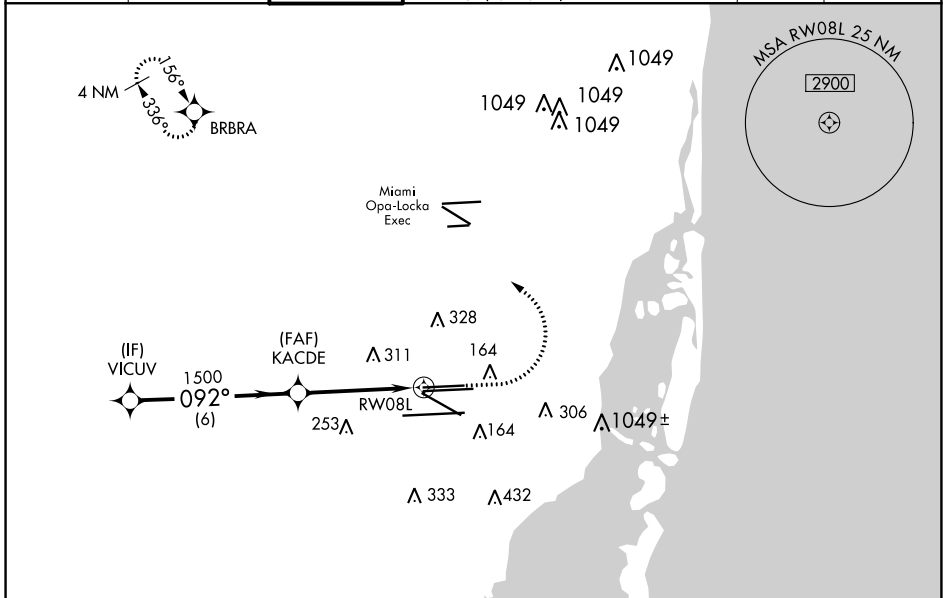 MSA RW08L 25 NM
2900
1049
1049
1049
1049
4 NM
156°
336°
BRBRA
Miami
Opa-Locka
Exec
328
(FAF)
KACDE
311
164
(IF)
VICUV
1500
092°
(6)
RW08L
253
164
306
1049±
333
432